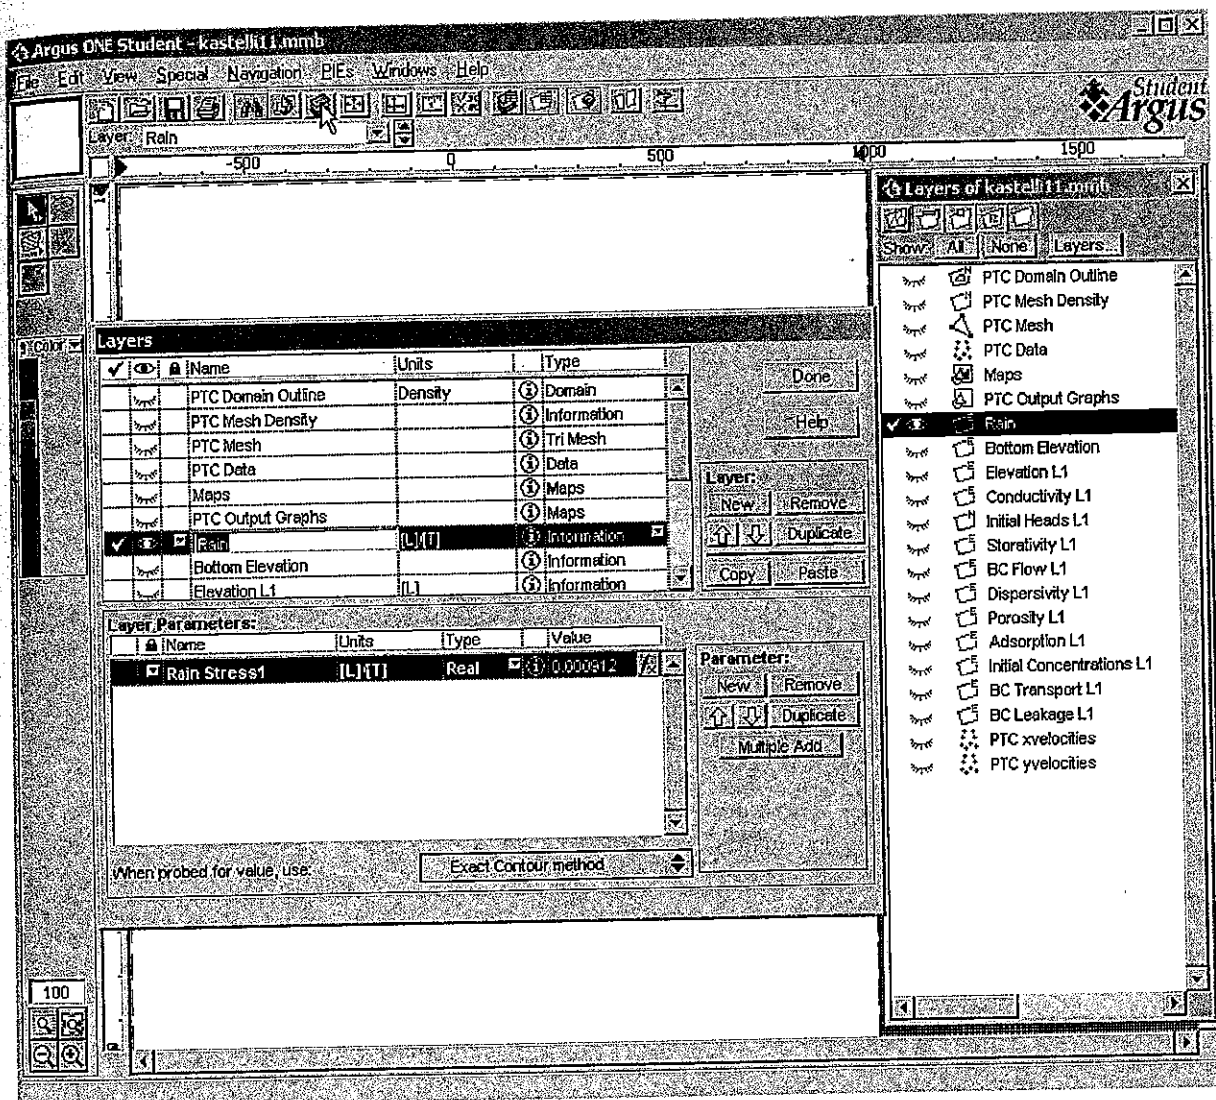 Argus ONE Student - kastelli11.mmb
File Edit View Special Navigation PIEs Windows Help
Student
Argus
Layer: Rain
-500 0 500 1000 1500
Layers of kastelli11.mmb
Show: All None Layers...
PTC Domain Outline
PTC Mesh Density
PTC Mesh
PTC Data
Maps
PTC Output Graphs
Rain
Bottom Elevation
Elevation L1
Conductivity L1
Initial Heads L1
Storativity L1
BC Flow L1
Dispersivity L1
Porosity L1
Adsorption L1
Initial Concentrations L1
BC Transport L1
BC Leakage L1
PTC xvelocities
PTC yvelocities
Color
Layers
Name Units Type
PTC Domain Outline Density Domain
PTC Mesh Density Information
PTC Mesh Tri Mesh
PTC Data Data
Maps Maps
PTC Output Graphs Maps
Rain [L]/[T] Information
Bottom Elevation Information
Elevation L1 [L] Information
Done
Help
Layer:
New Remove
Duplicate
Copy Paste
Layer Parameters:
Name Units Type Value
Rain Stress1 [L]/[T] Real 0.000612 fx
Parameter:
New Remove
Duplicate
Multiple Add
When probed for value, use: Exact Contour method
100